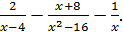 2/(x−4) − (x+8)/(x²−16) − 1/x.